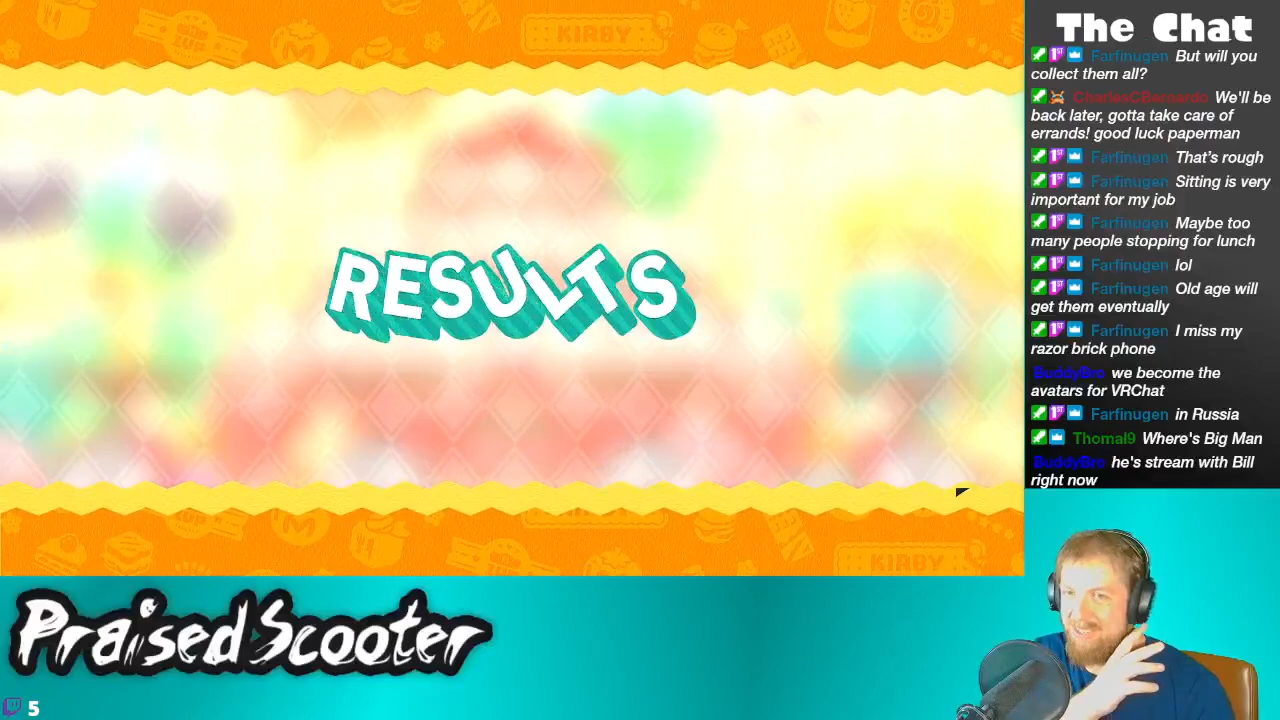 KIRBY
RESULTS
KIRBY
PraisedScooter
5
The Chat
Farfinugen But will you
collect them all?
CharlesCBernardo We'll be
back later, gotta take care of
errands! good luck paperman
Farfinugen That's rough
Farfinugen Sitting is very
important for my job
Farfinugen Maybe too
many people stopping for lunch
Farfinugen lol
Farfinugen Old age will
get them eventually
Farfinugen I miss my
razor brick phone
BuddyBro we become the
avatars for VRChat
Farfinugen in Russia
Thomal9 Where's Big Man
BuddyBro he's stream with Bill
right now